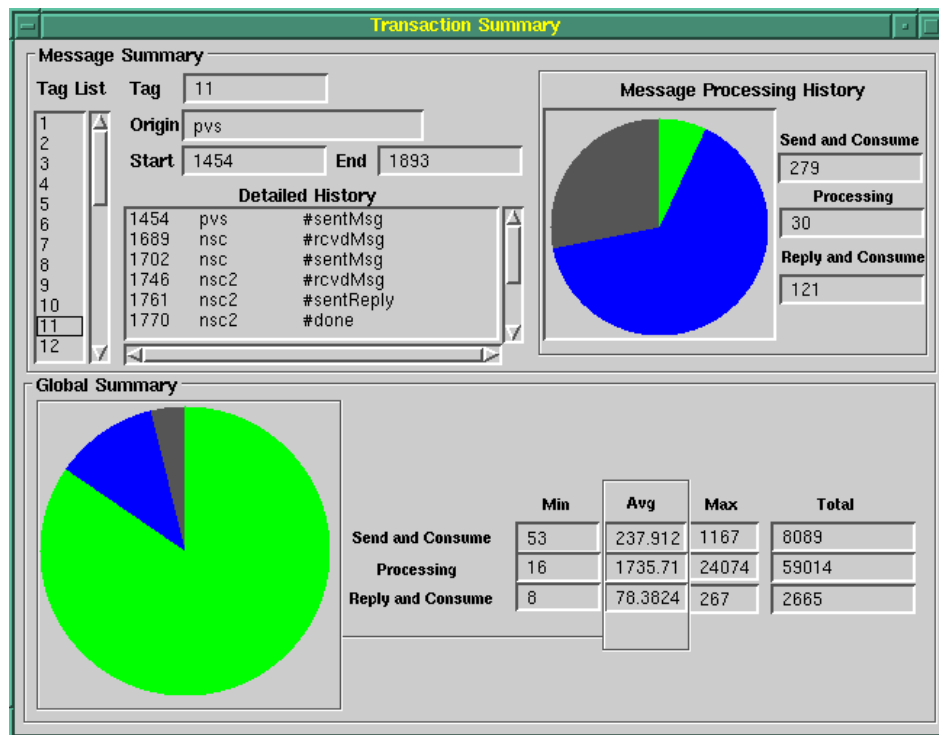 Transaction Summary
Message Summary
Tag List
Tag 11
Origin pvs
Start 1454 End 1893
1
2
3
4
5
6
7
8
9
10
11
12
Detailed History
1454 pvs #sentMsg
1689 nsc #rcvdMsg
1702 nsc #sentMsg
1746 nsc2 #rcvdMsg
1761 nsc2 #sentReply
1770 nsc2 #done
Message Processing History
Send and Consume
279
Processing
30
Reply and Consume
121
Global Summary
Min Avg Max Total
Send and Consume 53 237.912 1167 8089
Processing 16 1735.71 24074 59014
Reply and Consume 8 78.3824 267 2665